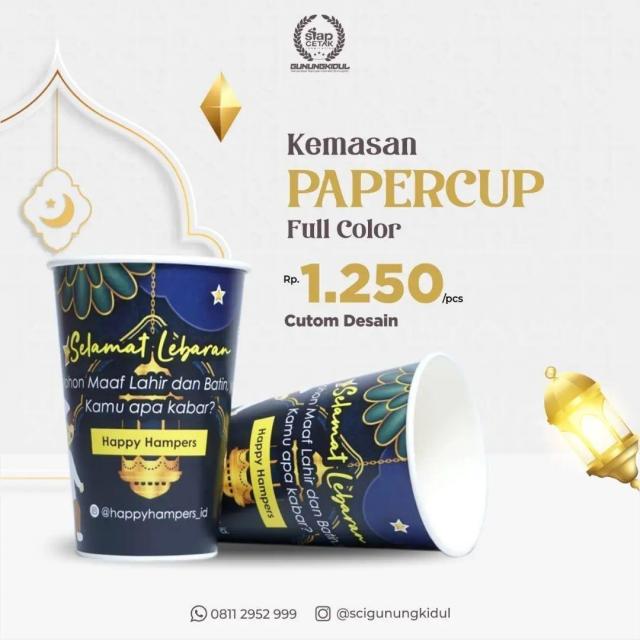 siap
CETAK
GUNUNGKIDUL
Kemasan
PAPERCUP
Full Color
Rp. 1.250 /pcs
Cutom Desain
Selamat Lebaran
ohon Maaf Lahir dan Batin,
Kamu apa kabar?
Happy Hampers
@happyhampers_id
Selamat Lebaran
ohon Maaf Lahir dan Batin,
Kamu apa kabar?
Happy Hampers
0811 2952 999
@scigunungkidul